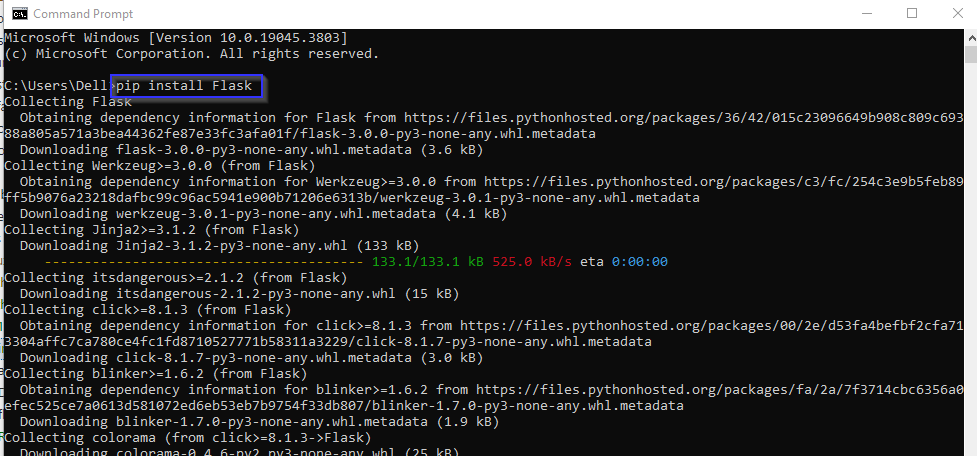 Command Prompt
Microsoft Windows [Version 10.0.19045.3803]
(c) Microsoft Corporation. All rights reserved.
C:\Users\Dell>pip install Flask
Collecting Flask
Obtaining dependency information for Flask from https://files.pythonhosted.org/packages/36/42/015c23096649b908c809c693
88a805a571a3bea44362fe87e33fc3afa01f/flask-3.0.0-py3-none-any.whl.metadata
Downloading flask-3.0.0-py3-none-any.whl.metadata (3.6 kB)
Collecting Werkzeug>=3.0.0 (from Flask)
Obtaining dependency information for Werkzeug>=3.0.0 from https://files.pythonhosted.org/packages/c3/fc/254c3e9b5feb89
ff5b9076a23218dafbc99c96ac5941e900b71206e6313b/werkzeug-3.0.1-py3-none-any.whl.metadata
Downloading werkzeug-3.0.1-py3-none-any.whl.metadata (4.1 kB)
Collecting Jinja2>=3.1.2 (from Flask)
Downloading Jinja2-3.1.2-py3-none-any.whl (133 kB)
---------------------------------------- 133.1/133.1 kB 525.0 kB/s eta 0:00:00
Collecting itsdangerous>=2.1.2 (from Flask)
Downloading itsdangerous-2.1.2-py3-none-any.whl (15 kB)
Collecting click>=8.1.3 (from Flask)
Obtaining dependency information for click>=8.1.3 from https://files.pythonhosted.org/packages/00/2e/d53fa4befbf2cfa71
3304affc7ca780ce4fc1fd8710527771b58311a3229/click-8.1.7-py3-none-any.whl.metadata
Downloading click-8.1.7-py3-none-any.whl.metadata (3.0 kB)
Collecting blinker>=1.6.2 (from Flask)
Obtaining dependency information for blinker>=1.6.2 from https://files.pythonhosted.org/packages/fa/2a/7f3714cbc6356a0
efec525ce7a0613d581072ed6eb53eb7b9754f33db807/blinker-1.7.0-py3-none-any.whl.metadata
Downloading blinker-1.7.0-py3-none-any.whl.metadata (1.9 kB)
Collecting colorama (from click>=8.1.3->Flask)
Downloading colorama-0.4.6-py2.py3-none-any.whl (25 kB)